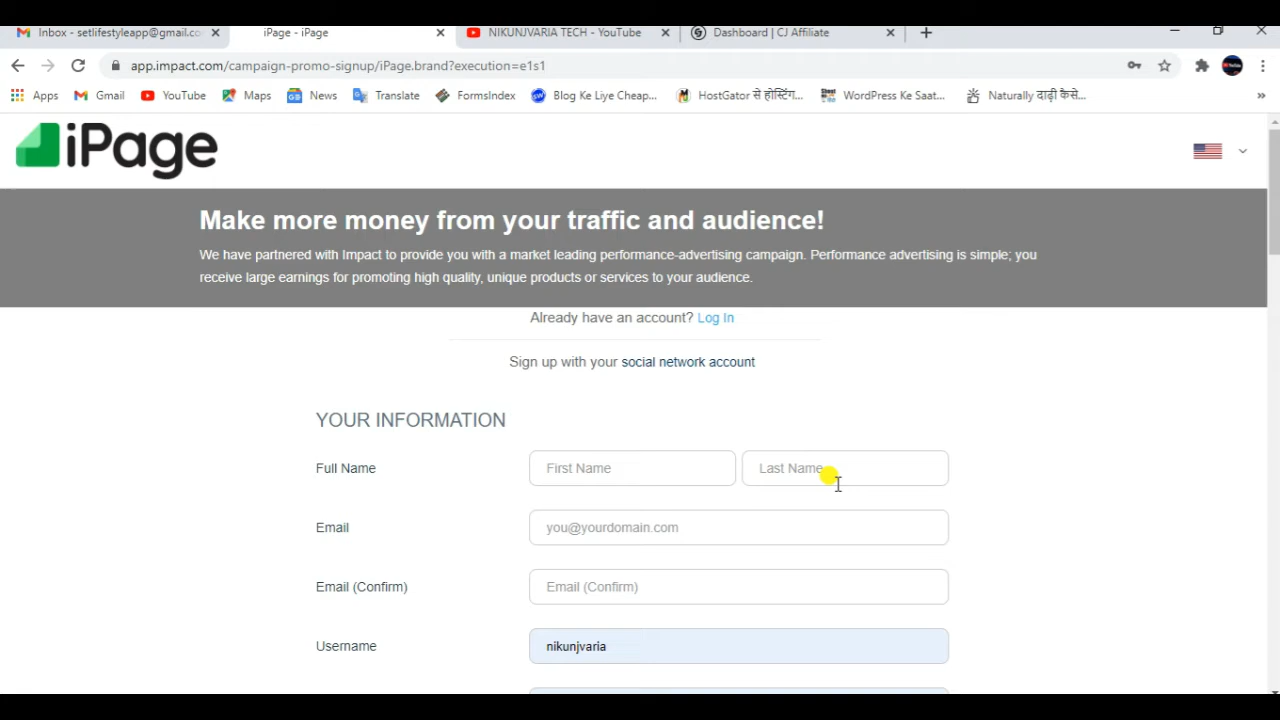 Inbox - setlifestyleapp@gmail.co
iPage - iPage
NIKUNJVARIA TECH - YouTube
Dashboard | CJ Affiliate
app.impact.com/campaign-promo-signup/iPage.brand?execution=e1s1
Apps
Gmail
YouTube
Maps
News
Translate
FormsIndex
Blog Ke Liye Cheap...
HostGator से होस्टिंग...
WordPress Ke Saat...
Naturally दाढ़ी कैसे...
iPage
Make more money from your traffic and audience!
We have partnered with Impact to provide you with a market leading performance-advertising campaign. Performance advertising is simple; you
receive large earnings for promoting high quality, unique products or services to your audience.
Already have an account? Log In
Sign up with your social network account
YOUR INFORMATION
Full Name
First Name
Last Name
Email
you@yourdomain.com
Email (Confirm)
Email (Confirm)
Username
nikunjvaria